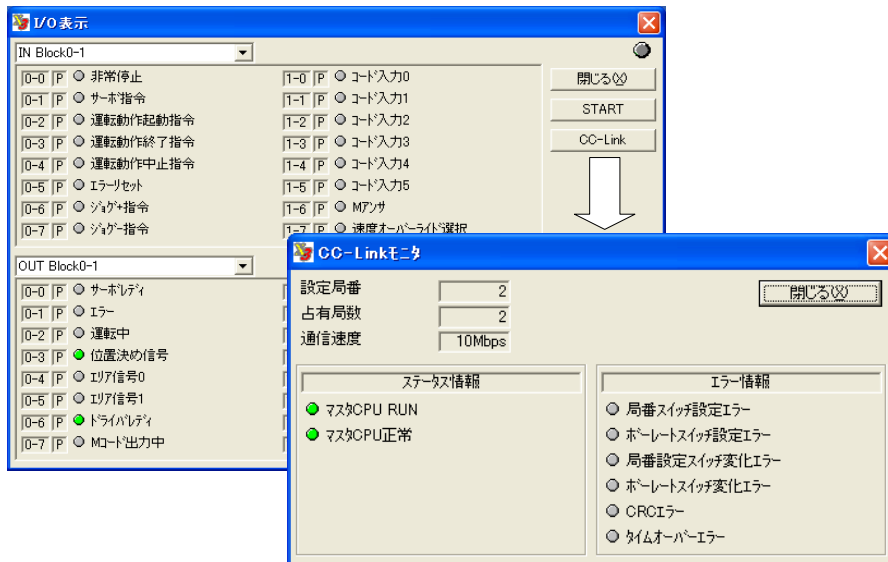 I/O表示
IN Block0-1
0-0 P 非常停止
0-1 P サーボ指令
0-2 P 運転動作起動指令
0-3 P 運転動作終了指令
0-4 P 運転動作中止指令
0-5 P エラーリセット
0-6 P ジョグ+指令
0-7 P ジョグ-指令
1-0 P コード入力0
1-1 P コード入力1
1-2 P コード入力2
1-3 P コード入力3
1-4 P コード入力4
1-5 P コード入力5
1-6 P Mアンサ
1-7 P 速度オーバーライド選択
閉じる(X)
START
CC-Link
OUT Block0-1
0-0 P サーボレディ
0-1 P エラー
0-2 P 運転中
0-3 P 位置決め信号
0-4 P エリア信号0
0-5 P エリア信号1
0-6 P ドライバレディ
0-7 P Mコード出力中
CC-Linkモニタ
設定局番 2
占有局数 2
通信速度 10Mbps
閉じる(X)
ステータス情報
マスタCPU RUN
マスタCPU正常
エラー情報
局番スイッチ設定エラー
ボーレートスイッチ設定エラー
局番設定スイッチ変化エラー
ボーレートスイッチ変化エラー
CRCエラー
タイムオーバーエラー